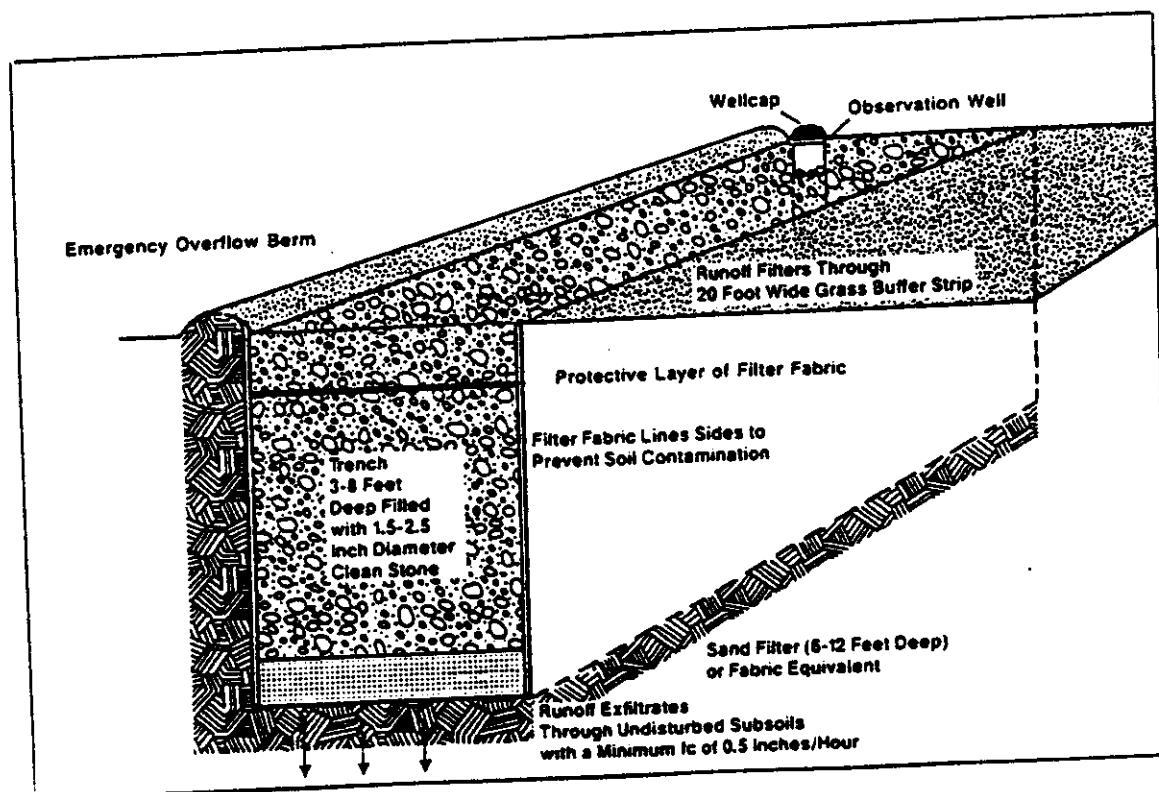 Wellcap
Observation Well
Emergency Overflow Berm
Runoff Filters Through
20 Foot Wide Grass Buffer Strip
Protective Layer of Filter Fabric
Filter Fabric Lines Sides to
Prevent Soil Contamination
Trench
3-8 Feet
Deep Filled
with 1.5-2.5
Inch Diameter
Clean Stone
Sand Filter (6-12 Feet Deep)
or Fabric Equivalent
Runoff Exfiltrates
Through Undisturbed Subsoils
with a Minimum fc of 0.5 Inches/Hour